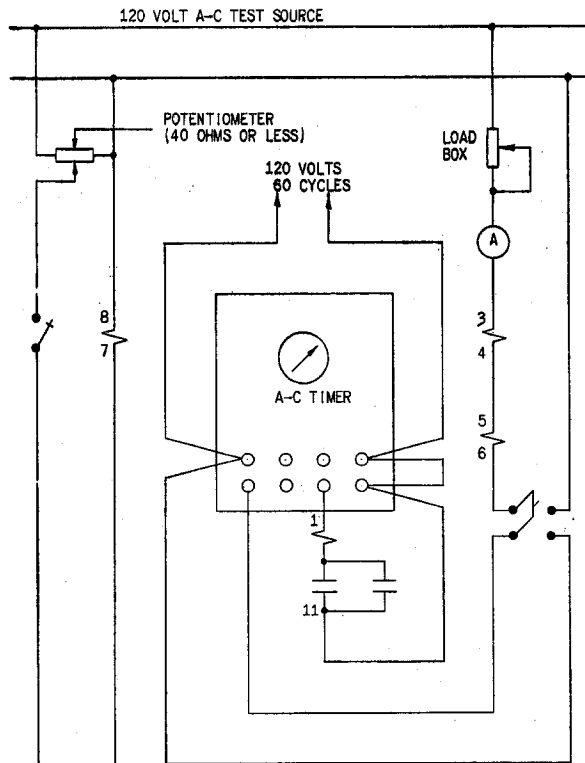 120 VOLT A-C TEST SOURCE
POTENTIOMETER
(40 OHMS OR LESS)
LOAD
BOX
120 VOLTS
60 CYCLES
A
8
7
3
4
A-C TIMER
5
6
1
11